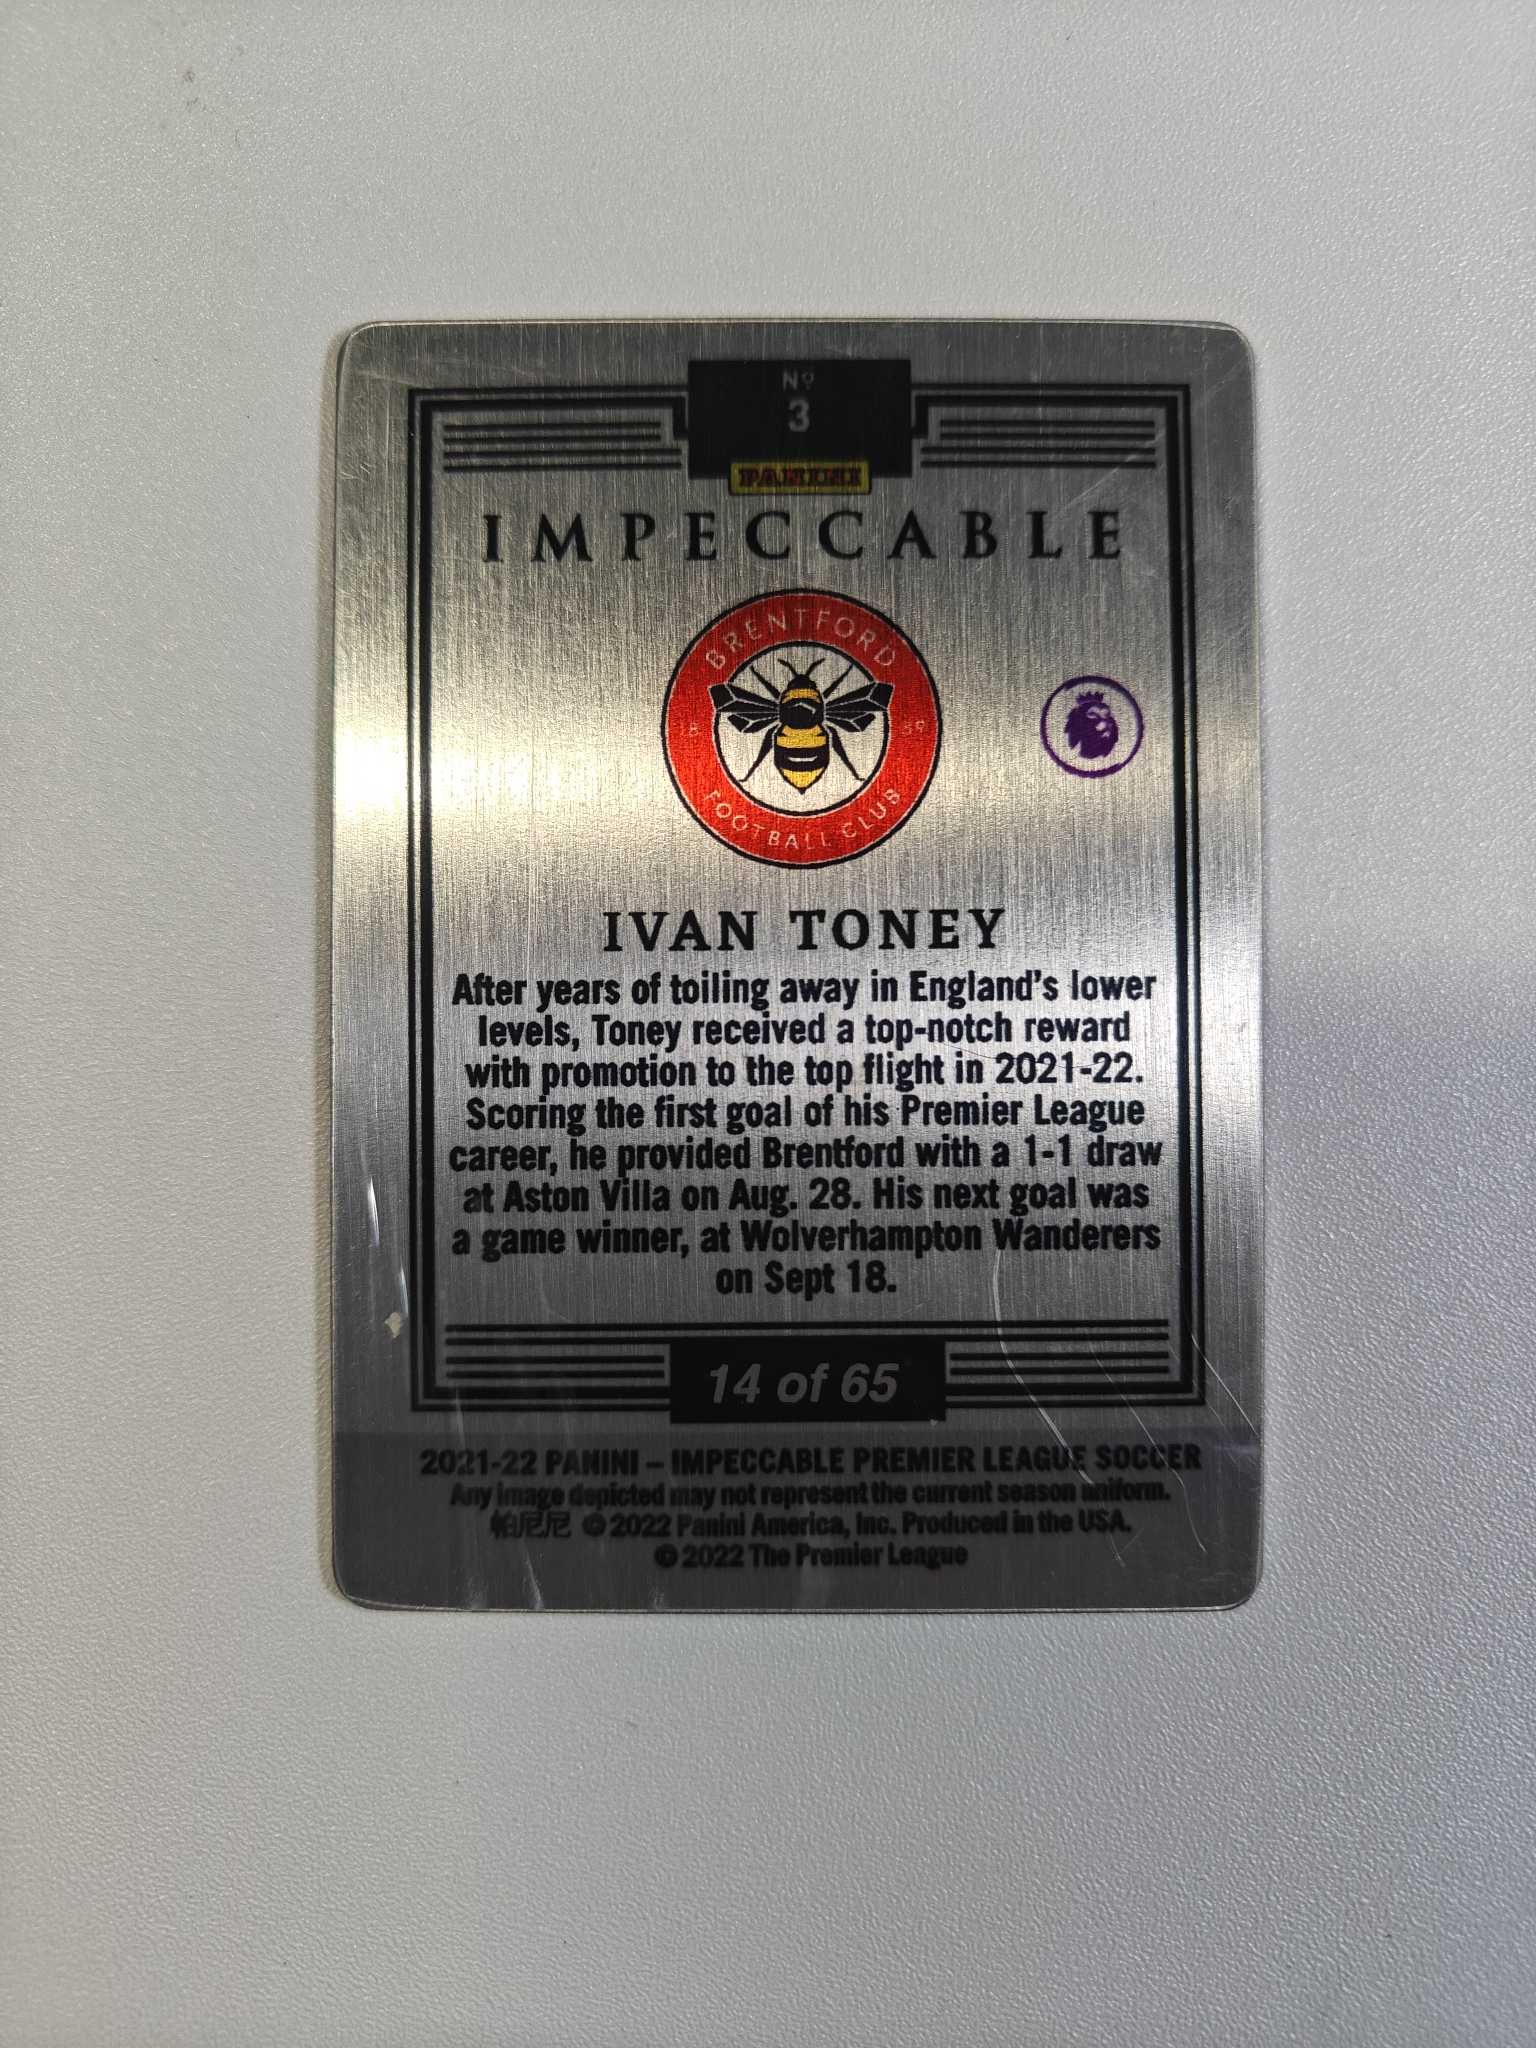 Nº
3
PANINI
IMPECCABLE
BRENTFORD
8 59
FOOTBALL CLUB
IVAN TONEY
After years of toiling away in England's lower
levels, Toney received a top-notch reward
with promotion to the top flight in 2021-22.
Scoring the first goal of his Premier League
career, he provided Brentford with a 1-1 draw
at Aston Villa on Aug. 28. His next goal was
a game winner, at Wolverhampton Wanderers
on Sept 18.
14 of 65
2021-22 PANINI – IMPECCABLE PREMIER LEAGUE SOCCER
Any image depicted may not represent the current season uniform.
帕尼尼 © 2022 Panini America, Inc. Produced in the USA.
© 2022 The Premier League